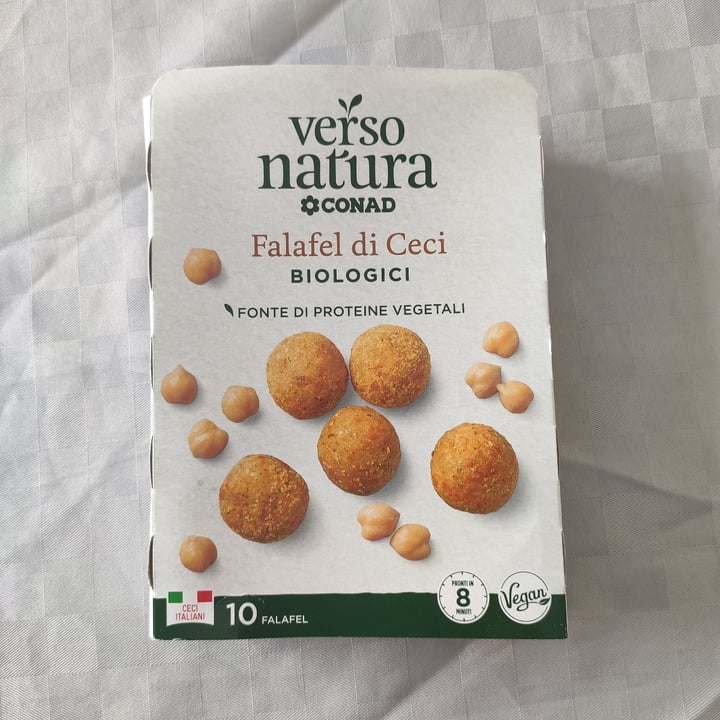 verso
natura
CONAD
Falafel di Ceci
BIOLOGICI
FONTE DI PROTEINE VEGETALI
CECI
ITALIANI
10 FALAFEL
PRONTI IN
8
MINUTI
Vegan